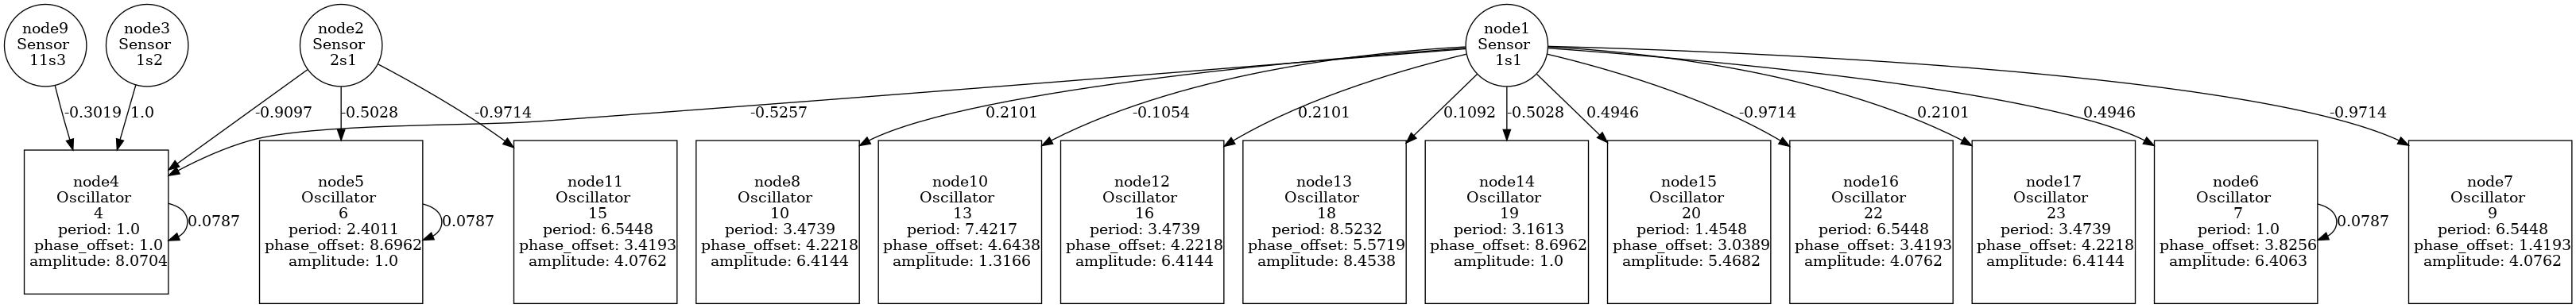 node9
Sensor
11s3
node3
Sensor
1s2
node2
Sensor
2s1
node1
Sensor
1s1
-0.3019
1.0
-0.9097
-0.5028
-0.9714
-0.5257
0.2101
-0.1054
0.2101
0.1092
-0.5028
0.4946
-0.9714
0.2101
0.4946
-0.9714
node4
Oscillator
4
period: 1.0
phase_offset: 1.0
amplitude: 8.0704
0.0787
node5
Oscillator
6
period: 2.4011
phase_offset: 8.6962
amplitude: 1.0
0.0787
node11
Oscillator
15
period: 6.5448
phase_offset: 3.4193
amplitude: 4.0762
node8
Oscillator
10
period: 3.4739
phase_offset: 4.2218
amplitude: 6.4144
node10
Oscillator
13
period: 7.4217
phase_offset: 4.6438
amplitude: 1.3166
node12
Oscillator
16
period: 3.4739
phase_offset: 4.2218
amplitude: 6.4144
node13
Oscillator
18
period: 8.5232
phase_offset: 5.5719
amplitude: 8.4538
node14
Oscillator
19
period: 3.1613
phase_offset: 8.6962
amplitude: 1.0
node15
Oscillator
20
period: 1.4548
phase_offset: 3.0389
amplitude: 5.4682
node16
Oscillator
22
period: 6.5448
phase_offset: 3.4193
amplitude: 4.0762
node17
Oscillator
23
period: 3.4739
phase_offset: 4.2218
amplitude: 6.4144
node6
Oscillator
7
period: 1.0
phase_offset: 3.8256
amplitude: 6.4063
0.0787
node7
Oscillator
9
period: 6.5448
phase_offset: 1.4193
amplitude: 4.0762